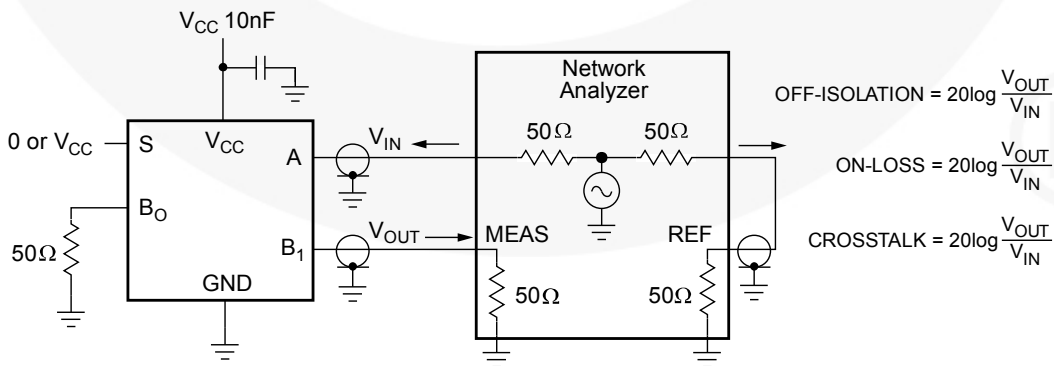 V_CC 10nF
Network
Analyzer
OFF-ISOLATION = 20log V_OUT / V_IN
50Ω 50Ω
0 or V_CC
S
V_CC
A
V_IN
ON-LOSS = 20log V_OUT / V_IN
B_O
B_1
V_OUT
MEAS
REF
CROSSTALK = 20log V_OUT / V_IN
50Ω
GND
50Ω
50Ω